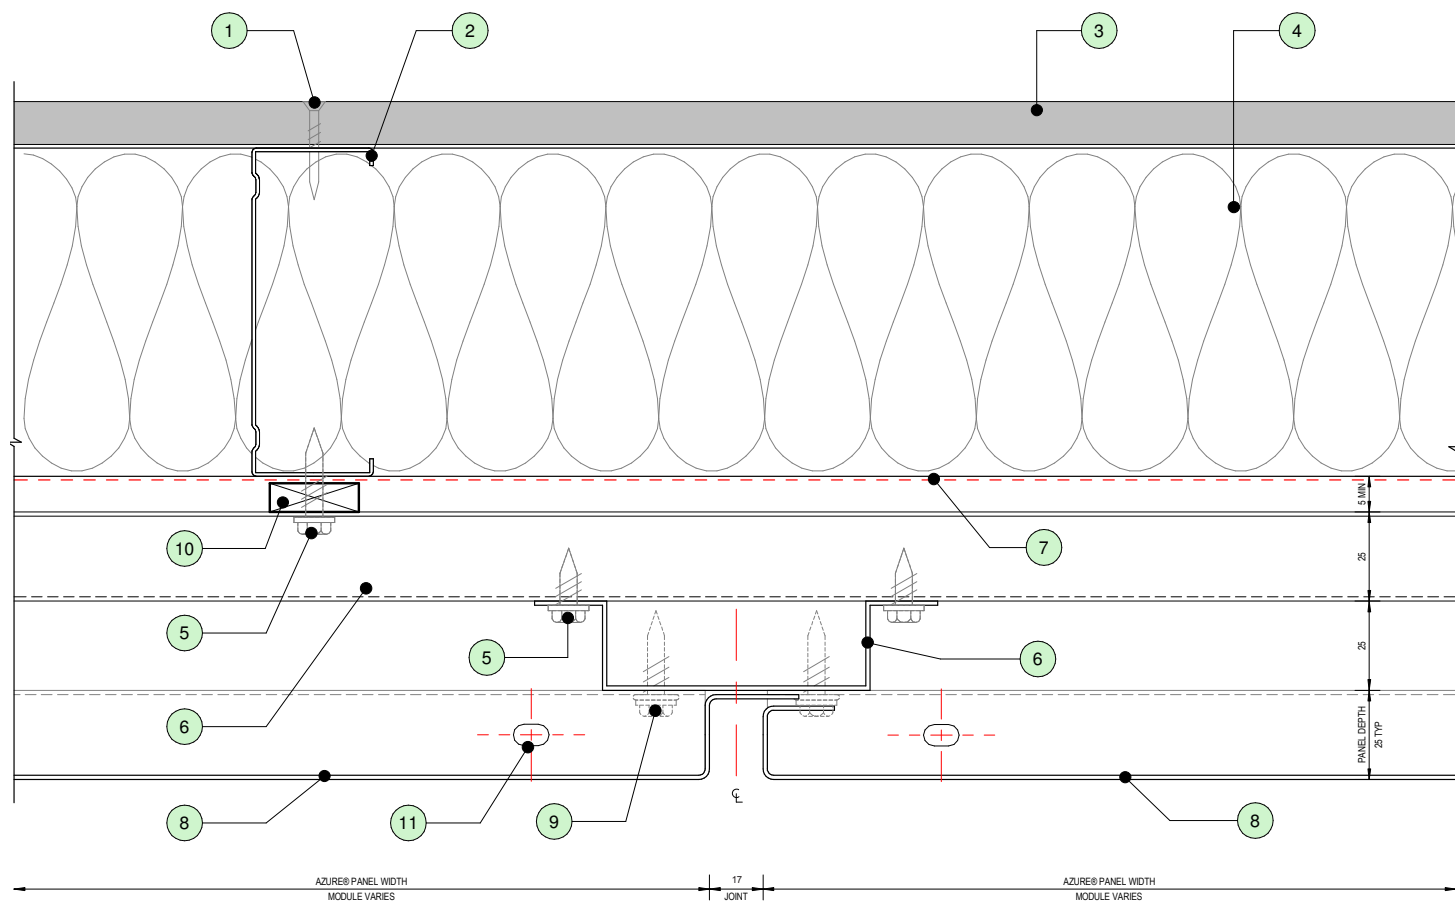 1
2
3
4
5 MIN
10
7
25
5
5
6
25
6
PANEL DEPTH
25 TYP
8
11
9
8
℄
AZURE® PANEL WIDTH
MODULE VARIES
17
JOINT
AZURE® PANEL WIDTH
MODULE VARIES